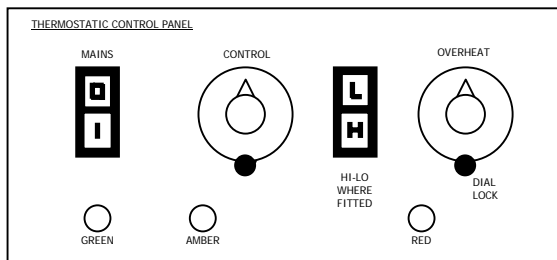 THERMOSTATIC CONTROL PANEL
MAINS
CONTROL
OVERHEAT
O
I
L
H
HI-LO
WHERE
FITTED
DIAL
LOCK
GREEN
AMBER
RED